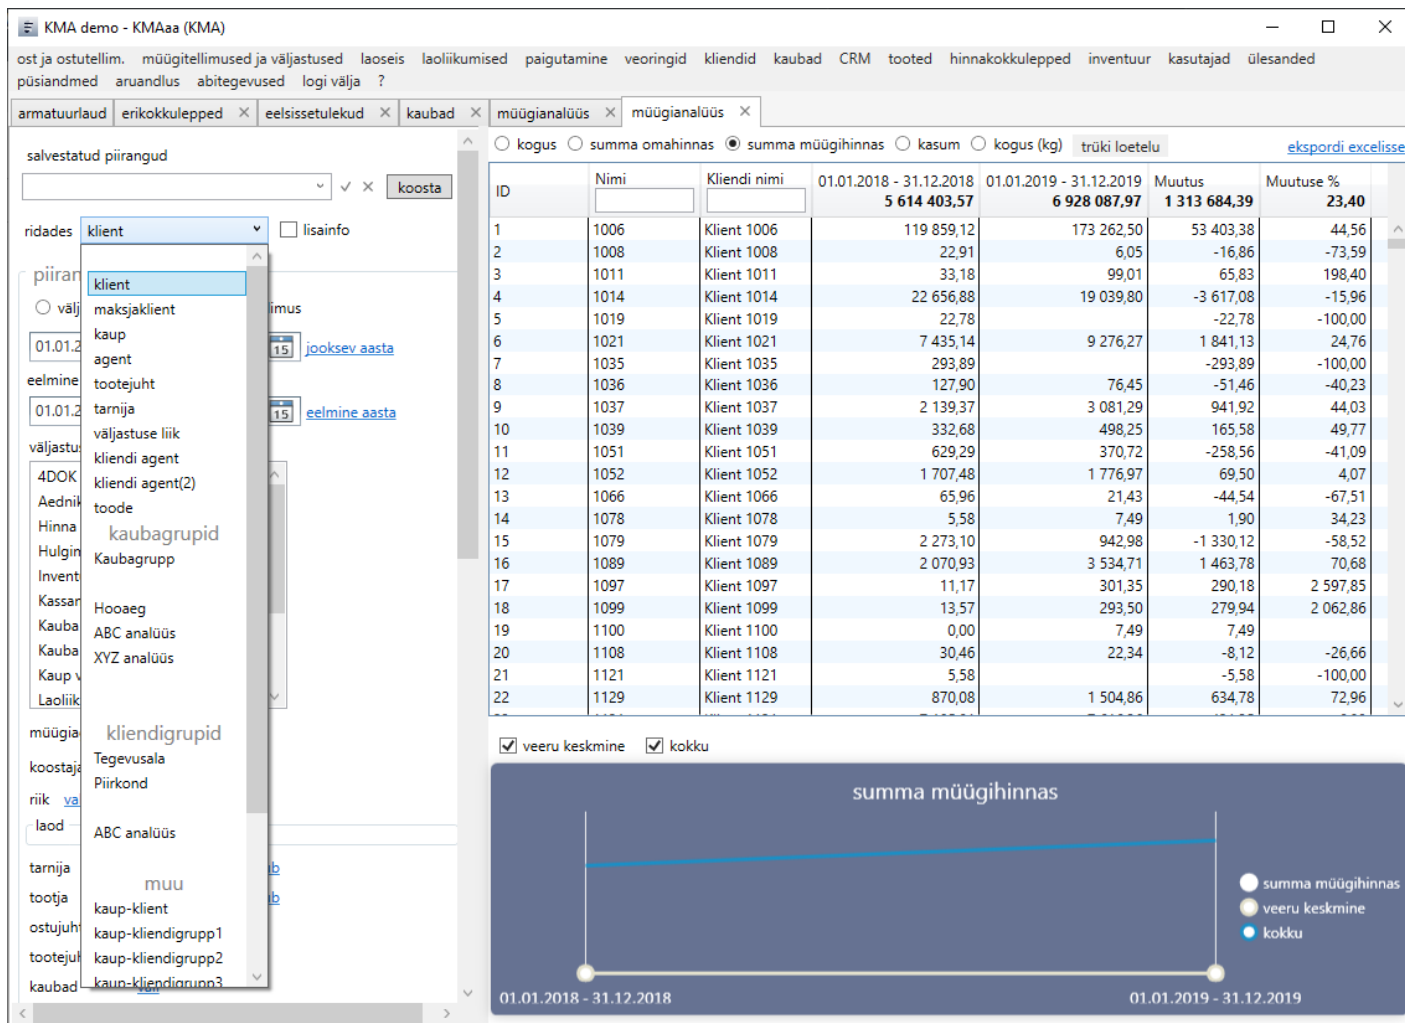 KMA demo - KMAaa (KMA)
ost ja ostutellim. müügitellimused ja väljastused laoseis laoliikumised paigutamine veoringid kliendid kaubad CRM tooted hinnakokkulepped inventuur kasutajad ülesanded
püsiandmed aruandlus abitegevused logi välja ?
armatuurlaud erikokkulepped eelsissetulekud kaubad müügianalüüs müügianalüüs
salvestatud piirangud
koosta
ridades klient lisainfo
klient
maksjaklient
kaup
agent
tootejuht
tarnija
väljastuse liik
kliendi agent
kliendi agent(2)
toode
kaubagrupid
Kaubagrupp
Hooaeg
ABC analüüs
XYZ analüüs
kliendigrupid
Tegevusala
Piirkond
ABC analüüs
muu
kaup-klient
kaup-kliendigrupp1
kaup-kliendigrupp2
kaup-kliendigrupp3
01.01.2
15 jooksev aasta
eelmine
01.01.2
15 eelmine aasta
4DOK
Hinna
Kauba
Kauba
Kaup v
riik
laod
tarnija
tootja
kaubad
kogus summa omahinnas summa müügihinnas kasum kogus (kg) trüki loetelu ekspordi excelisse
ID Nimi Kliendi nimi 01.01.2018 - 31.12.2018 01.01.2019 - 31.12.2019 Muutus Muutuse %
5 614 403,57 6 928 087,97 1 313 684,39 23,40
1 1006 Klient 1006 119 859,12 173 262,50 53 403,38 44,56
2 1008 Klient 1008 22,91 6,05 -16,86 -73,59
3 1011 Klient 1011 33,18 99,01 65,83 198,40
4 1014 Klient 1014 22 656,88 19 039,80 -3 617,08 -15,96
5 1019 Klient 1019 22,78 -22,78 -100,00
6 1021 Klient 1021 7 435,14 9 276,27 1 841,13 24,76
7 1035 Klient 1035 293,89 -293,89 -100,00
8 1036 Klient 1036 127,90 76,45 -51,46 -40,23
9 1037 Klient 1037 2 139,37 3 081,29 941,92 44,03
10 1039 Klient 1039 332,68 498,25 165,58 49,77
11 1051 Klient 1051 629,29 370,72 -258,56 -41,09
12 1052 Klient 1052 1 707,48 1 776,97 69,50 4,07
13 1066 Klient 1066 65,96 21,43 -44,54 -67,51
14 1078 Klient 1078 5,58 7,49 1,90 34,23
15 1079 Klient 1079 2 273,10 942,98 -1 330,12 -58,52
16 1089 Klient 1089 2 070,93 3 534,71 1 463,78 70,68
17 1097 Klient 1097 11,17 301,35 290,18 2 597,85
18 1099 Klient 1099 13,57 293,50 279,94 2 062,86
19 1100 Klient 1100 0,00 7,49 7,49
20 1108 Klient 1108 30,46 22,34 -8,12 -26,66
21 1121 Klient 1121 5,58 -5,58 -100,00
22 1129 Klient 1129 870,08 1 504,86 634,78 72,96
veeru keskmine kokku
summa müügihinnas
summa müügihinnas
veeru keskmine
kokku
01.01.2018 - 31.12.2018 01.01.2019 - 31.12.2019